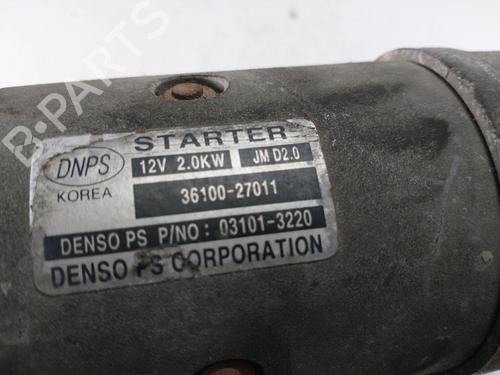 STARTER
DNPS
12V 2.0KW JM D2.0
KOREA
36100-27011
DENSO PS P/NO: 03101-3220
DENSO PS CORPORATION
B-PARTS